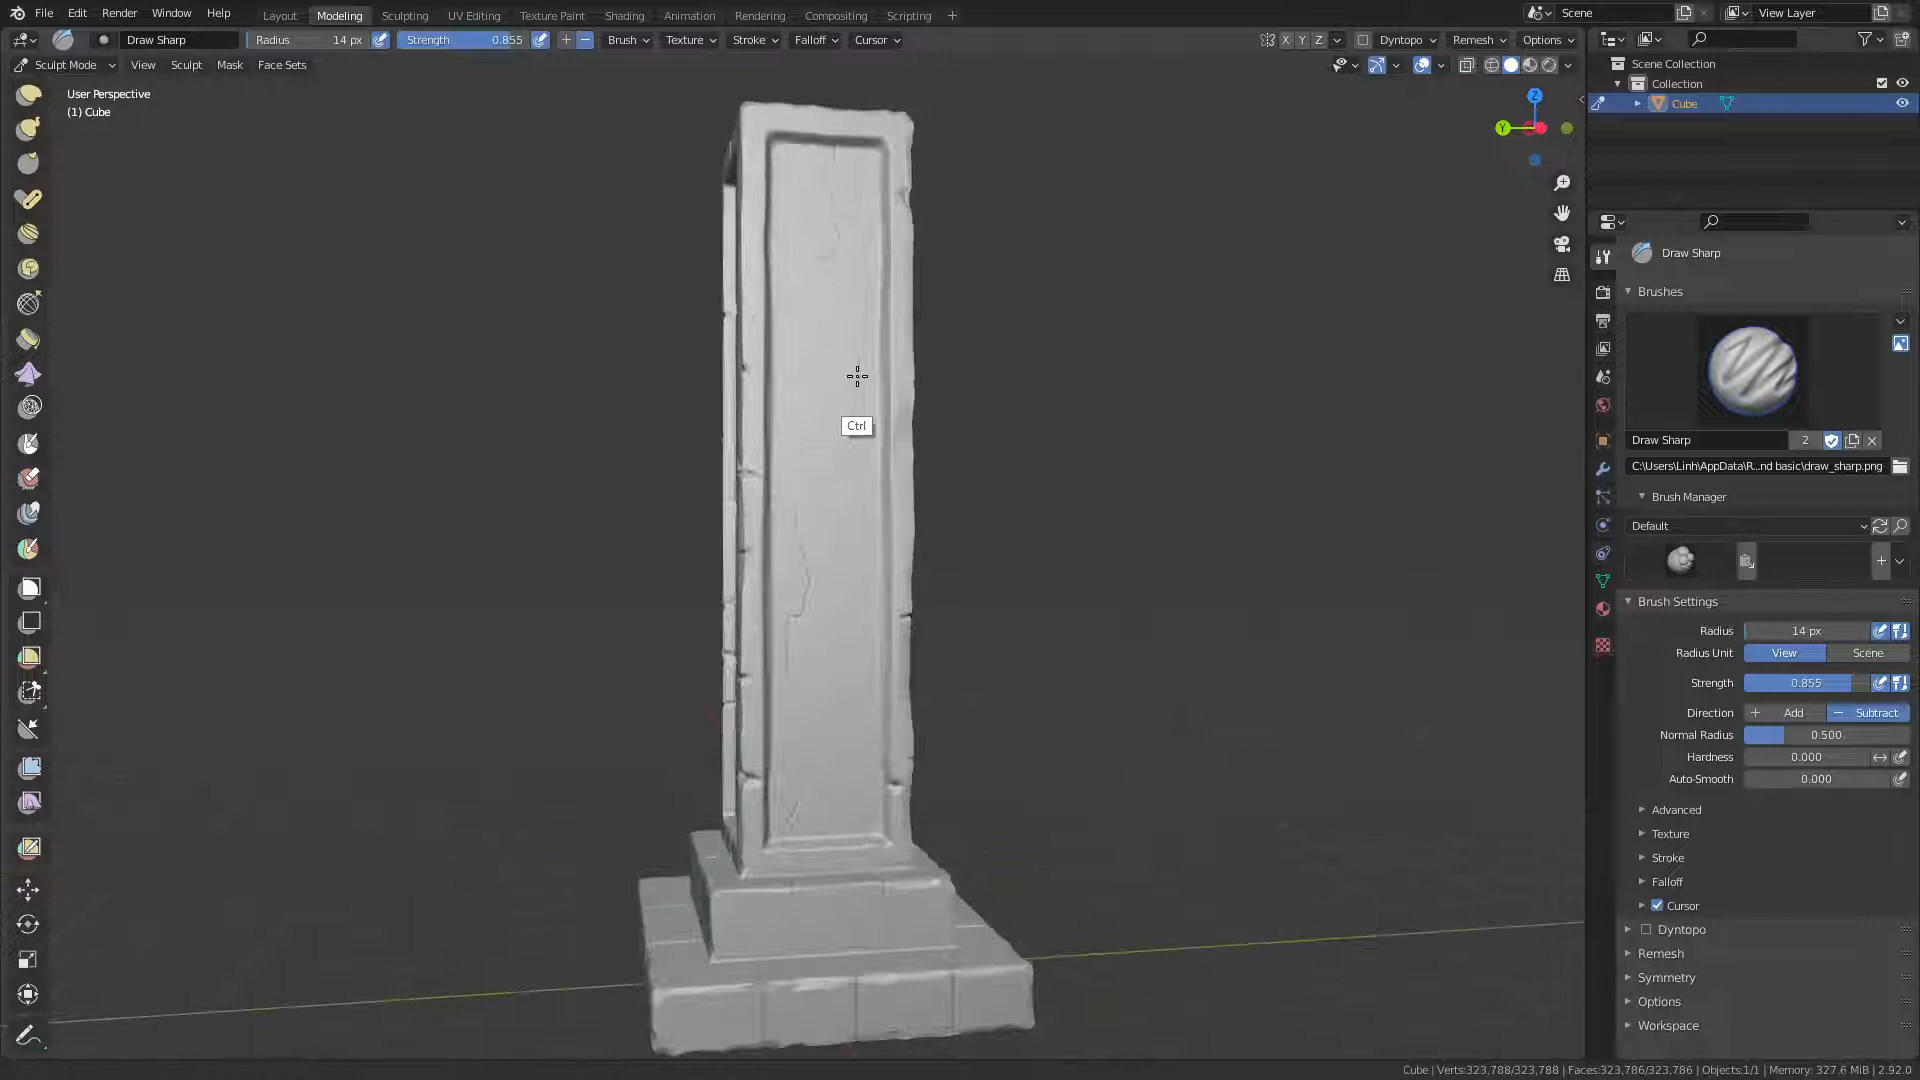 File Edit Render Window Help Layout Modeling Sculpting UV Editing Texture Paint Shading Animation Rendering Compositing Scripting + Scene View Layer
Draw Sharp Radius 14 px Strength 0.855 Brush Texture Stroke Falloff Cursor X Y Z Dyntopo Remesh Options
Sculpt Mode View Sculpt Mask Face Sets
Scene Collection
Collection
Cube
User Perspective
(1) Cube
Z
Y
Ctrl
Draw Sharp
Brushes
Draw Sharp 2
C:\Users\Linh\AppData\R...nd basic\draw_sharp.png
Brush Manager
Default
Brush Settings
Radius 14 px
Radius Unit View Scene
Strength 0.855
Direction + Add − Subtract
Normal Radius 0.500
Hardness 0.000
Auto-Smooth 0.000
Advanced
Texture
Stroke
Falloff
Cursor
Dyntopo
Remesh
Symmetry
Options
Workspace
Cube | Verts:323,788/323,788 | Faces:323,786/323,786 | Objects:1/1 | Memory: 327.6 MiB | 2.92.0